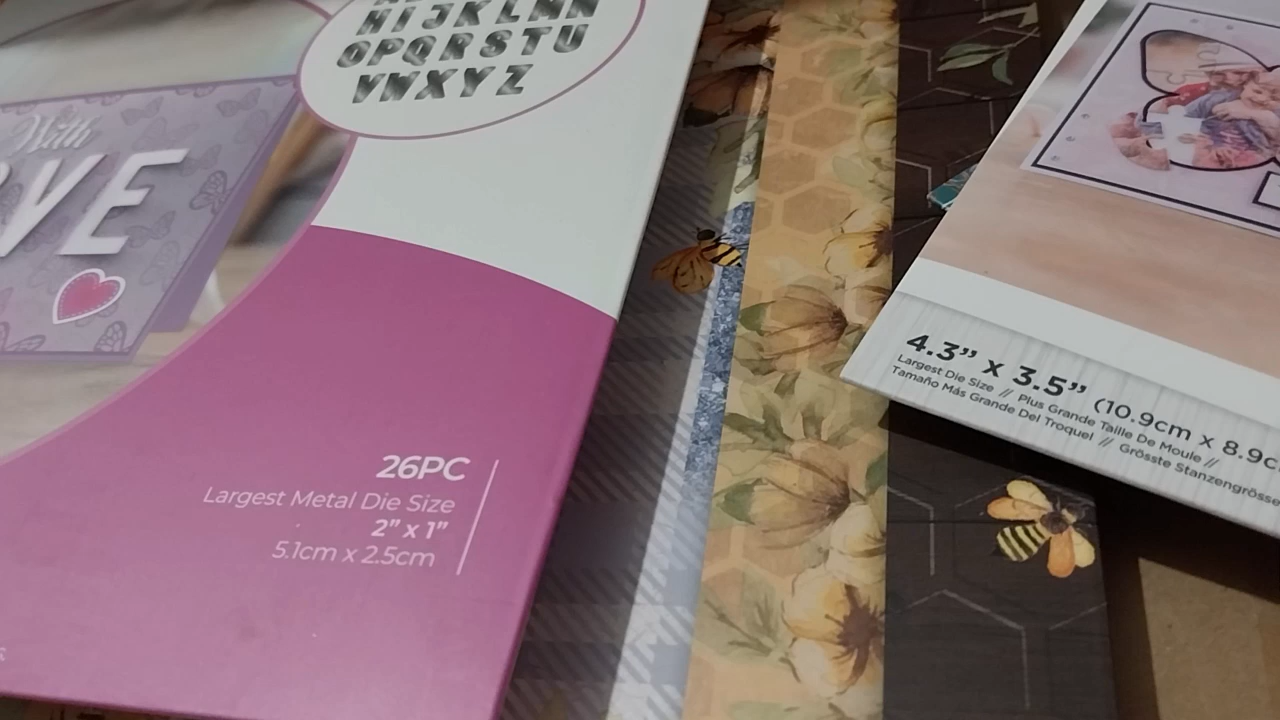 HIJKLMN
OPQRSTU
VWXYZ
With
VE
26PC
Largest Metal Die Size
2” x 1”
5.1cm x 2.5cm
4.3” x 3.5” (10.9cm x 8.9c
Largest Die Size // Plus Grande Taille De Moule //
Tamaño Más Grande Del Troquel // Grösste Stanzengrösse